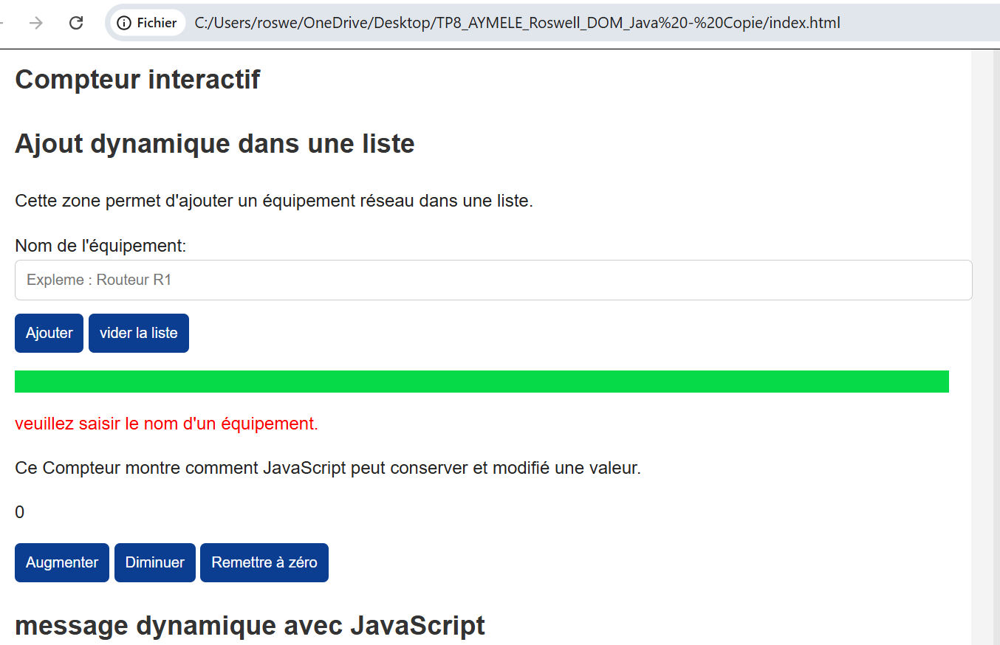 Fichier C:/Users/roswe/OneDrive/Desktop/TP8_AYMELE_Roswell_DOM_Java%20-%20Copie/index.html
Compteur interactif
Ajout dynamique dans une liste
Cette zone permet d'ajouter un équipement réseau dans une liste.
Nom de l'équipement:
Expleme : Routeur R1
Ajouter vider la liste
veuillez saisir le nom d'un équipement.
Ce Compteur montre comment JavaScript peut conserver et modifié une valeur.
0
Augmenter Diminuer Remettre à zéro
message dynamique avec JavaScript